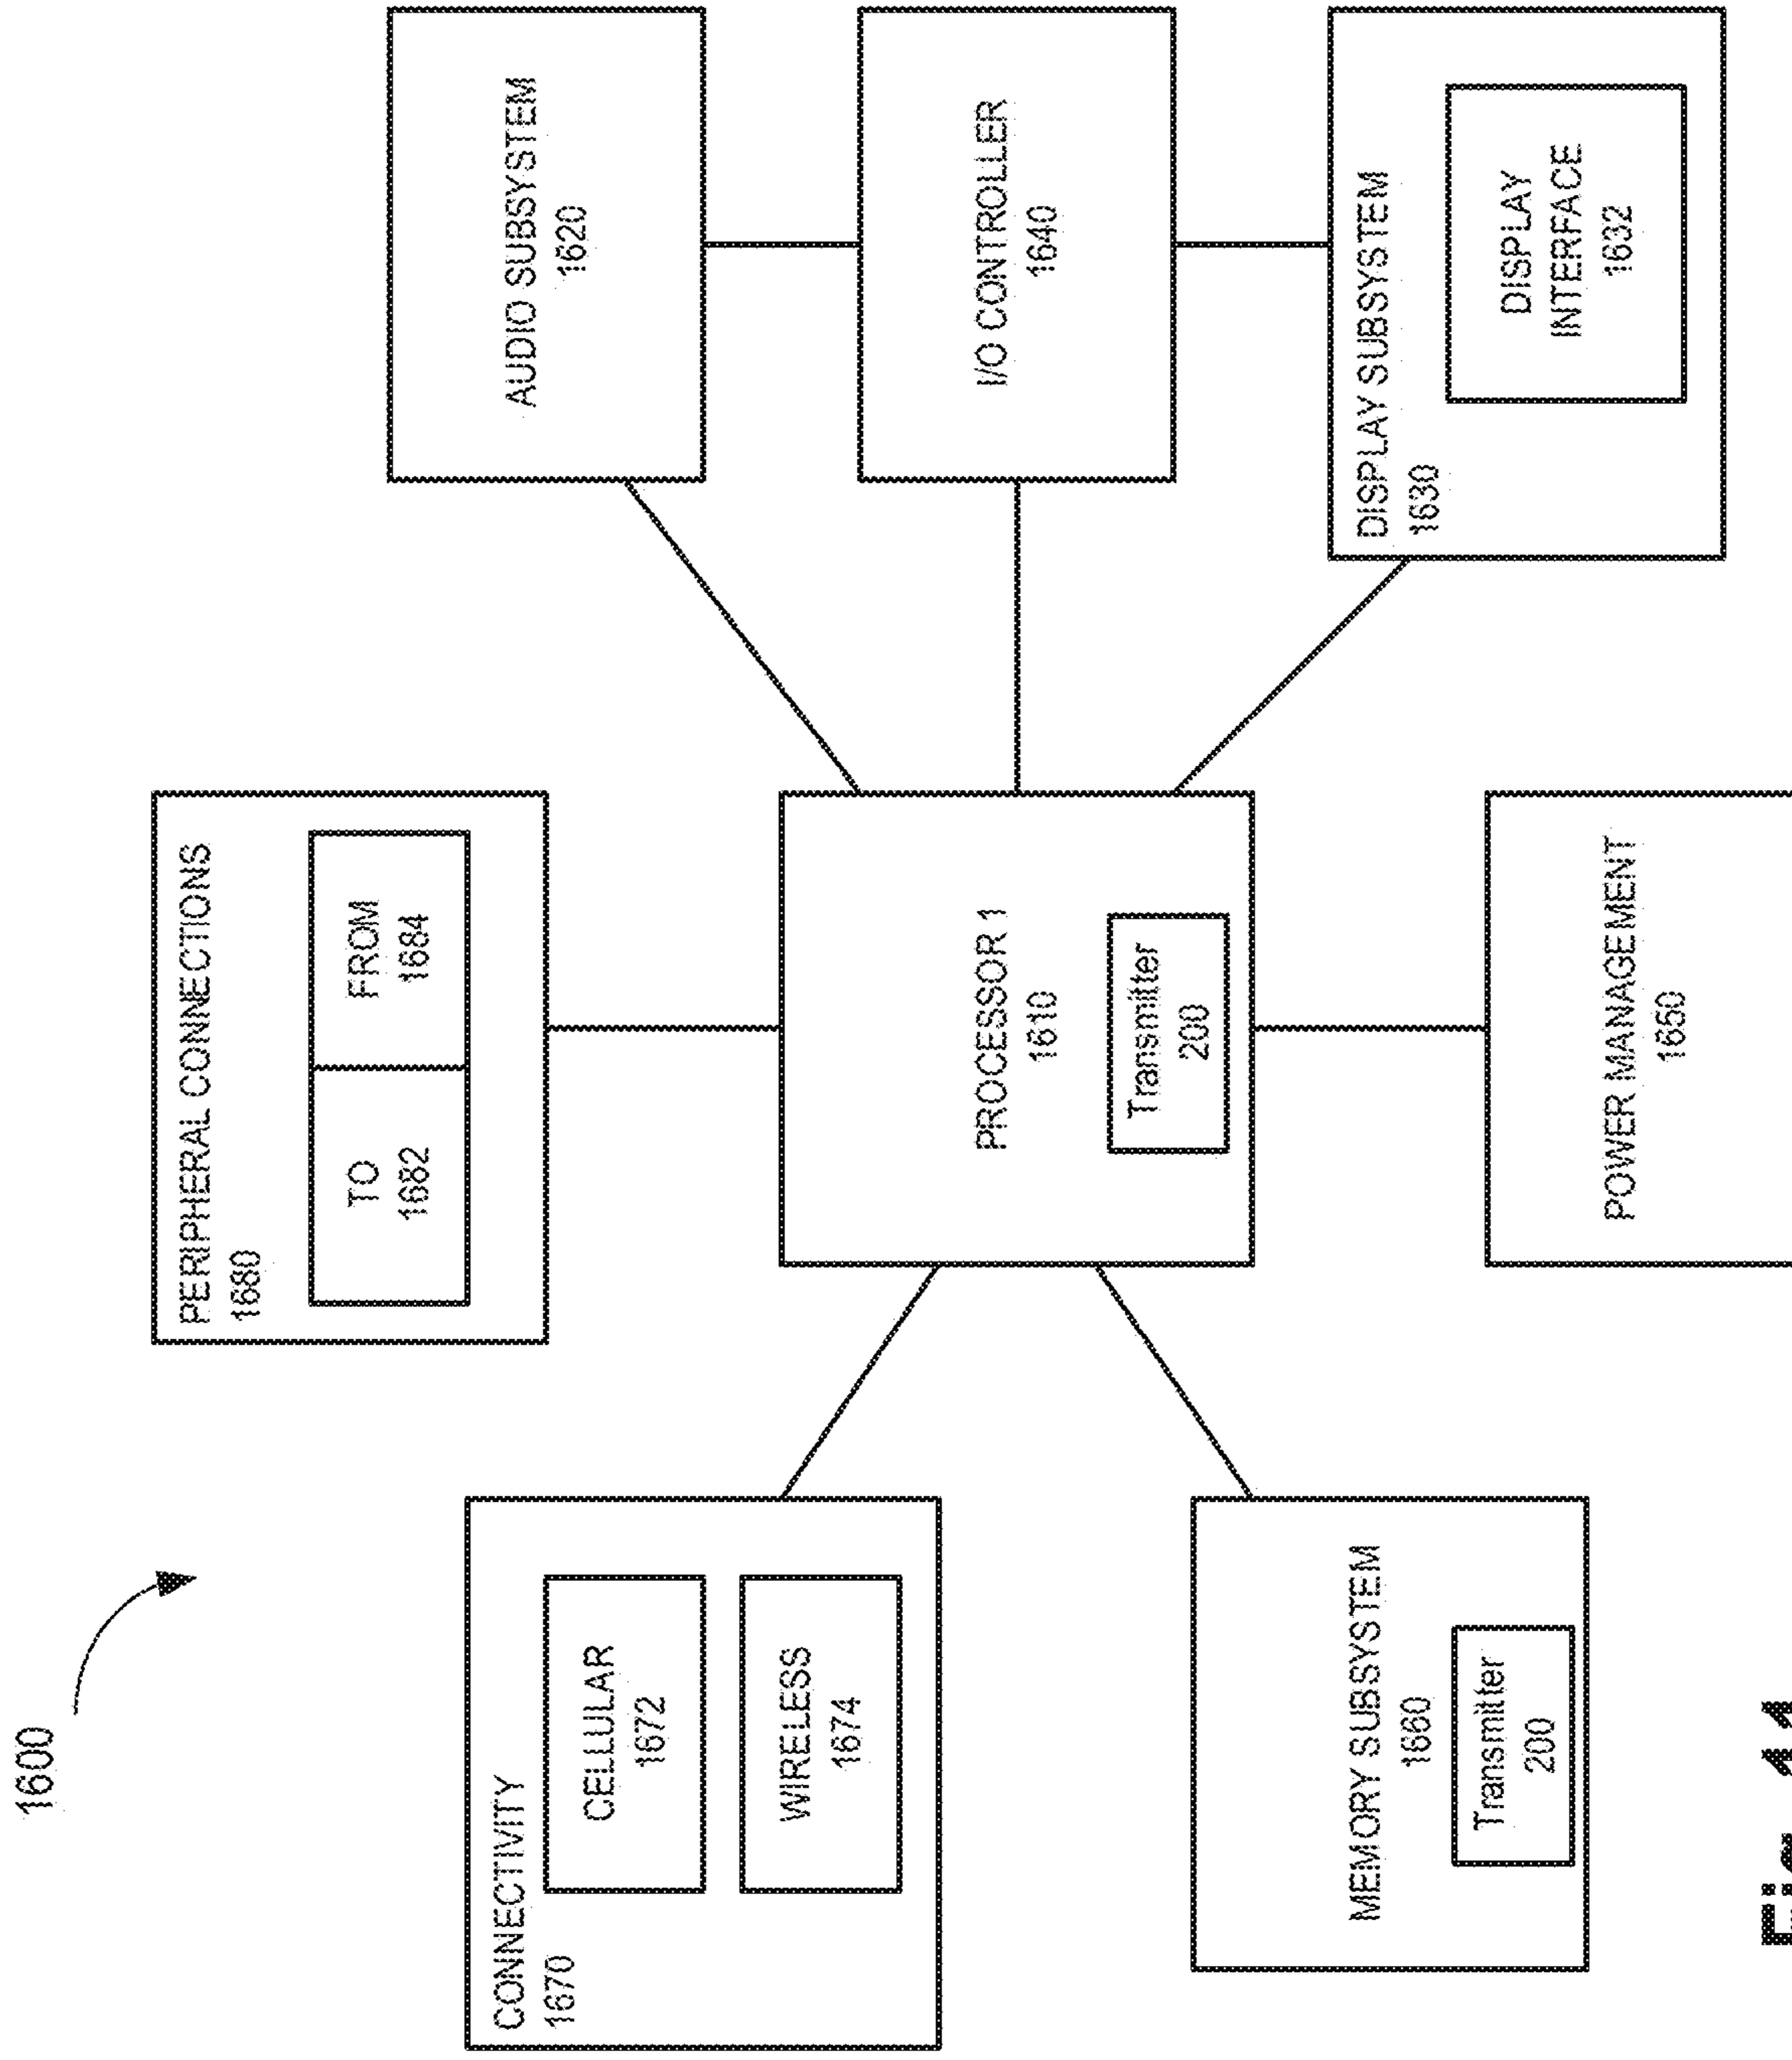 1600
CONNECTIVITY
1670
CELLULAR
1672
WIRELESS
1674
MEMORY SUBSYSTEM
1660
Transmitter
200
PERIPHERAL CONNECTIONS
1680
TO
1682
FROM
1684
PROCESSOR 1
1610
Transmitter
200
POWER MANAGEMENT
1650
AUDIO SUBSYSTEM
1620
I/O CONTROLLER
1640
DISPLAY SUBSYSTEM
1630
DISPLAY
INTERFACE
1632
Fig. 11